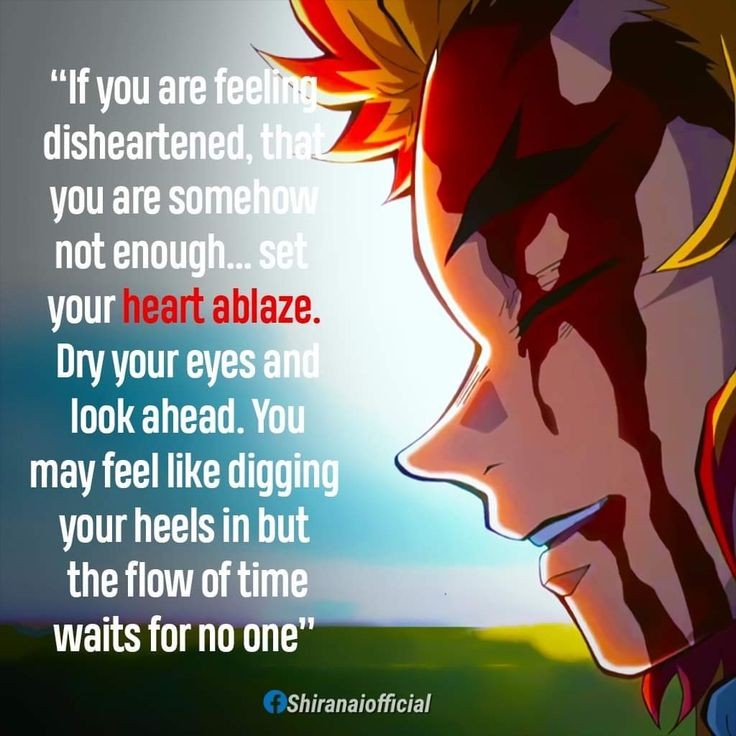 “If you are feeling
disheartened, that
you are somehow
not enough... set
your heart ablaze.
Dry your eyes and
look ahead. You
may feel like digging
your heels in but
the flow of time
waits for no one”
Shiranaiofficial